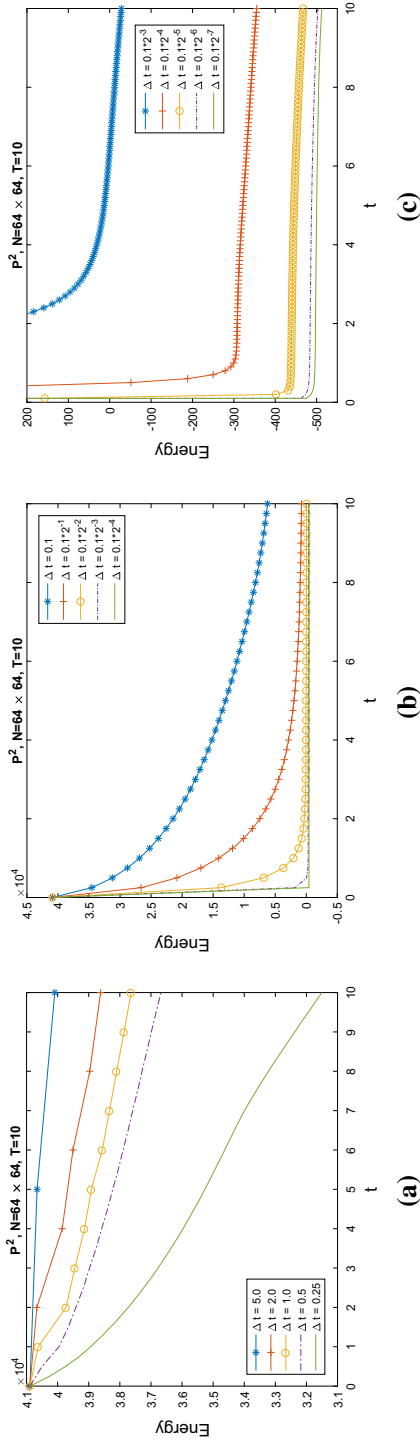 P², N=64 × 64, T=10
×10⁴
4.1
4
3.9
3.8
3.7
3.6
3.5
3.4
3.3
3.2
3.1
Energy
0 1 2 3 4 5 6 7 8 9 10
t
Δ t = 5.0
Δ t = 2.0
Δ t = 1.0
Δ t = 0.5
Δ t = 0.25
(a)
P², N=64 × 64, T=10
×10⁴
4.5
4
3.5
3
2.5
2
1.5
1
0.5
0
-0.5
Energy
0 2 4 6 8 10
t
Δ t = 0.1
Δ t = 0.1*2⁻¹
Δ t = 0.1*2⁻²
Δ t = 0.1*2⁻³
Δ t = 0.1*2⁻⁴
(b)
P², N=64 × 64, T=10
200
100
0
-100
-200
-300
-400
-500
Energy
0 2 4 6 8 10
t
Δ t = 0.1*2⁻³
Δ t = 0.1*2⁻⁴
Δ t = 0.1*2⁻⁵
Δ t = 0.1*2⁻⁶
Δ t = 0.1*2⁻⁷
(c)